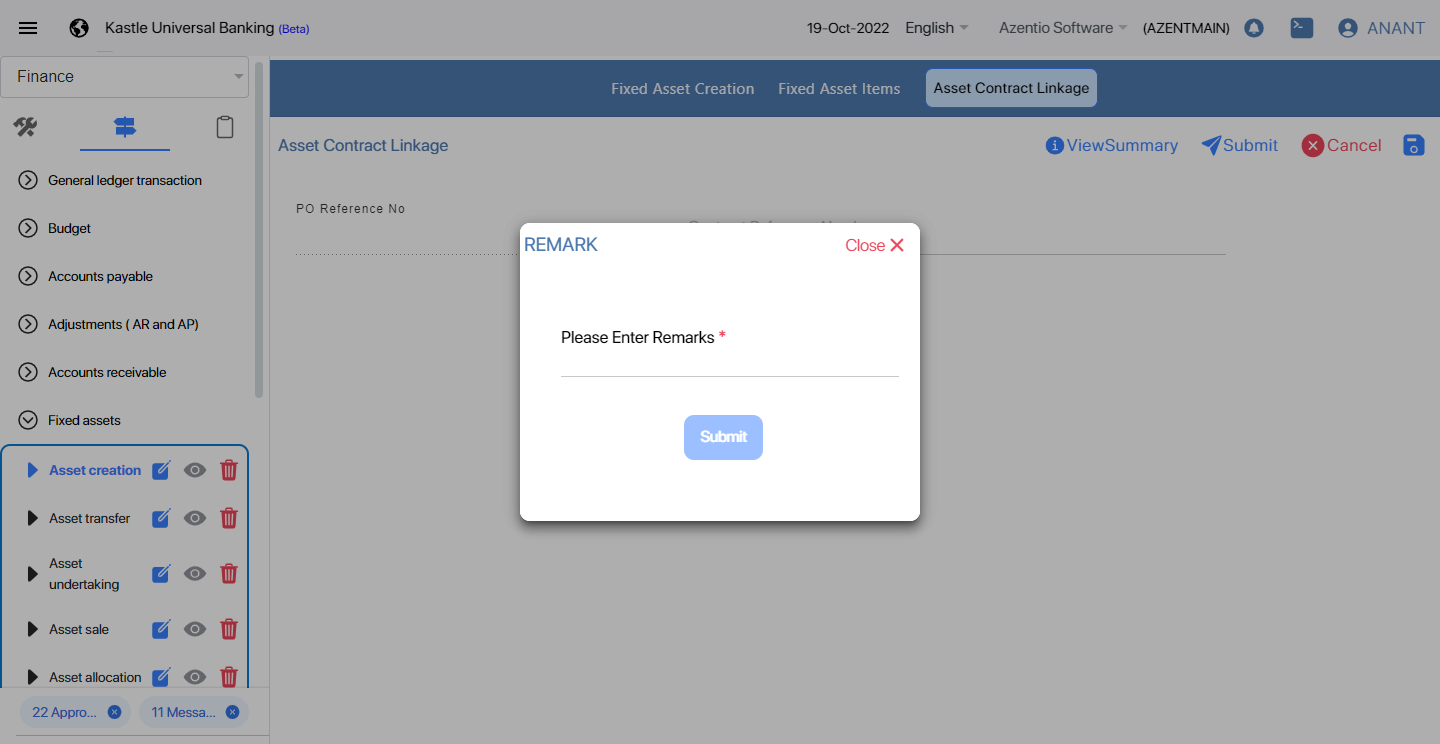 Kastle Universal Banking (Beta)
19-Oct-2022 English Azentio Software (AZENTMAIN) ANANT
Finance
Fixed Asset Creation Fixed Asset Items Asset Contract Linkage
Asset Contract Linkage
ViewSummary Submit Cancel
General ledger transaction
Budget
Accounts payable
Adjustments ( AR and AP)
Accounts receivable
Fixed assets
Asset creation
Asset transfer
Asset
undertaking
Asset sale
Asset allocation
22 Appro...
11 Messa...
PO Reference No
REMARK
Close
Please Enter Remarks *
Submit